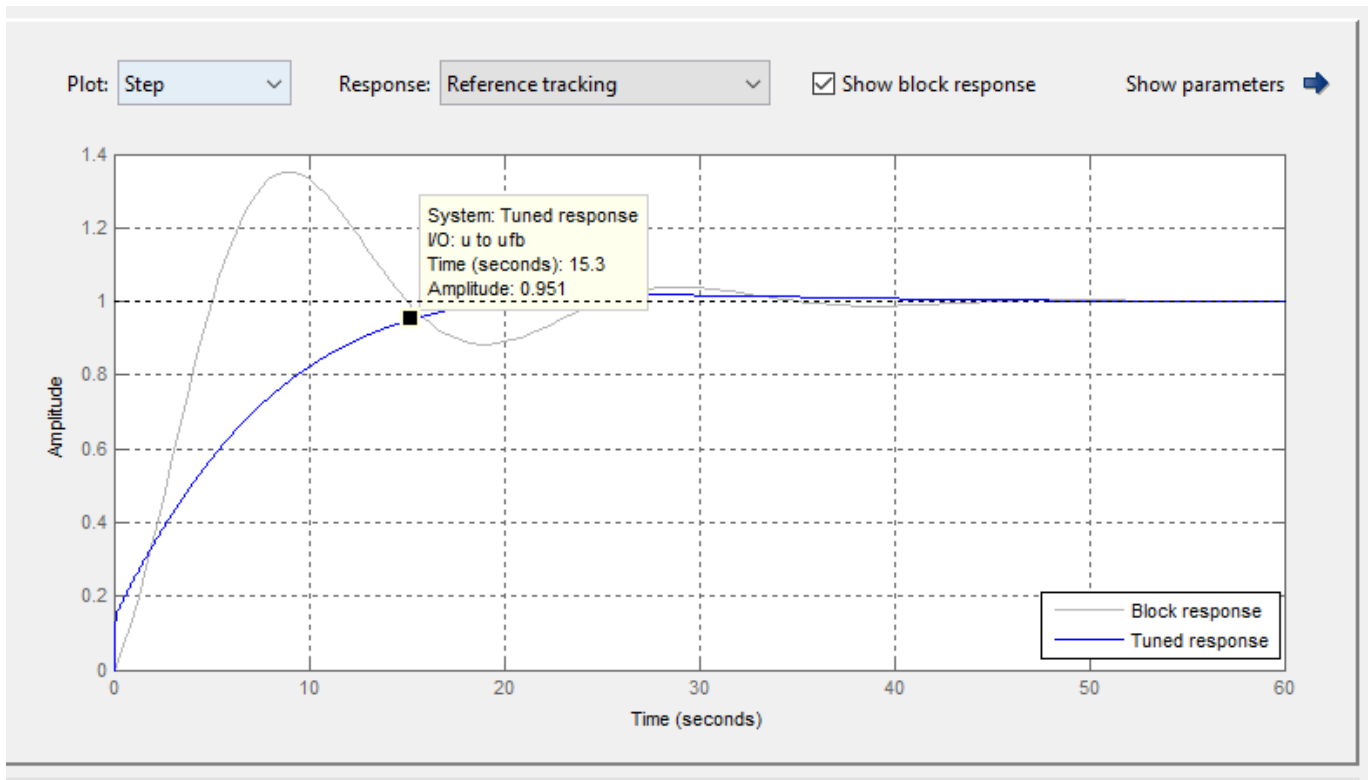 Plot: Step Response: Reference tracking Show block response Show parameters
1.4
1.2
1
0.8
0.6
0.4
0.2
0
Amplitude
System: Tuned response
I/O: u to ufb
Time (seconds): 15.3
Amplitude: 0.951
Block response
Tuned response
0 10 20 30 40 50 60
Time (seconds)